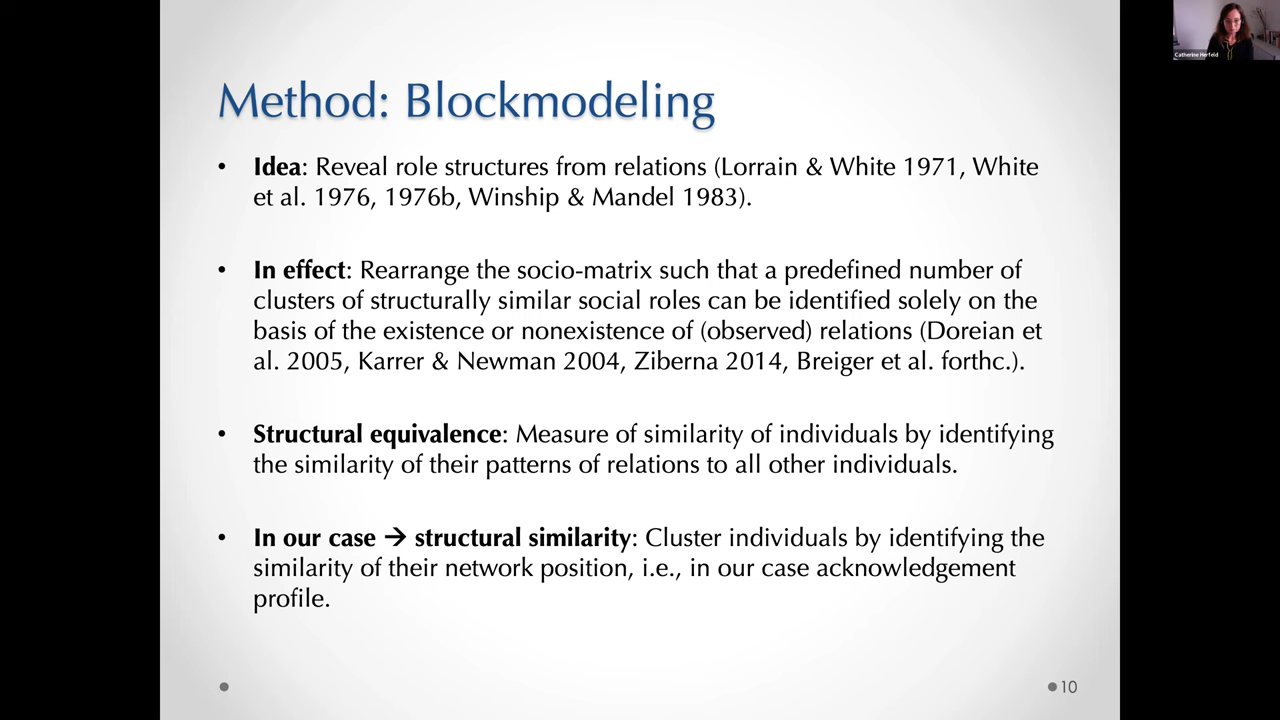 Catherine Herfeld
Method: Blockmodeling
• Idea: Reveal role structures from relations (Lorrain & White 1971, White
et al. 1976, 1976b, Winship & Mandel 1983).
• In effect: Rearrange the socio-matrix such that a predefined number of
clusters of structurally similar social roles can be identified solely on the
basis of the existence or nonexistence of (observed) relations (Doreian et
al. 2005, Karrer & Newman 2004, Ziberna 2014, Breiger et al. forthc.).
• Structural equivalence: Measure of similarity of individuals by identifying
the similarity of their patterns of relations to all other individuals.
• In our case → structural similarity: Cluster individuals by identifying the
similarity of their network position, i.e., in our case acknowledgement
profile.
10